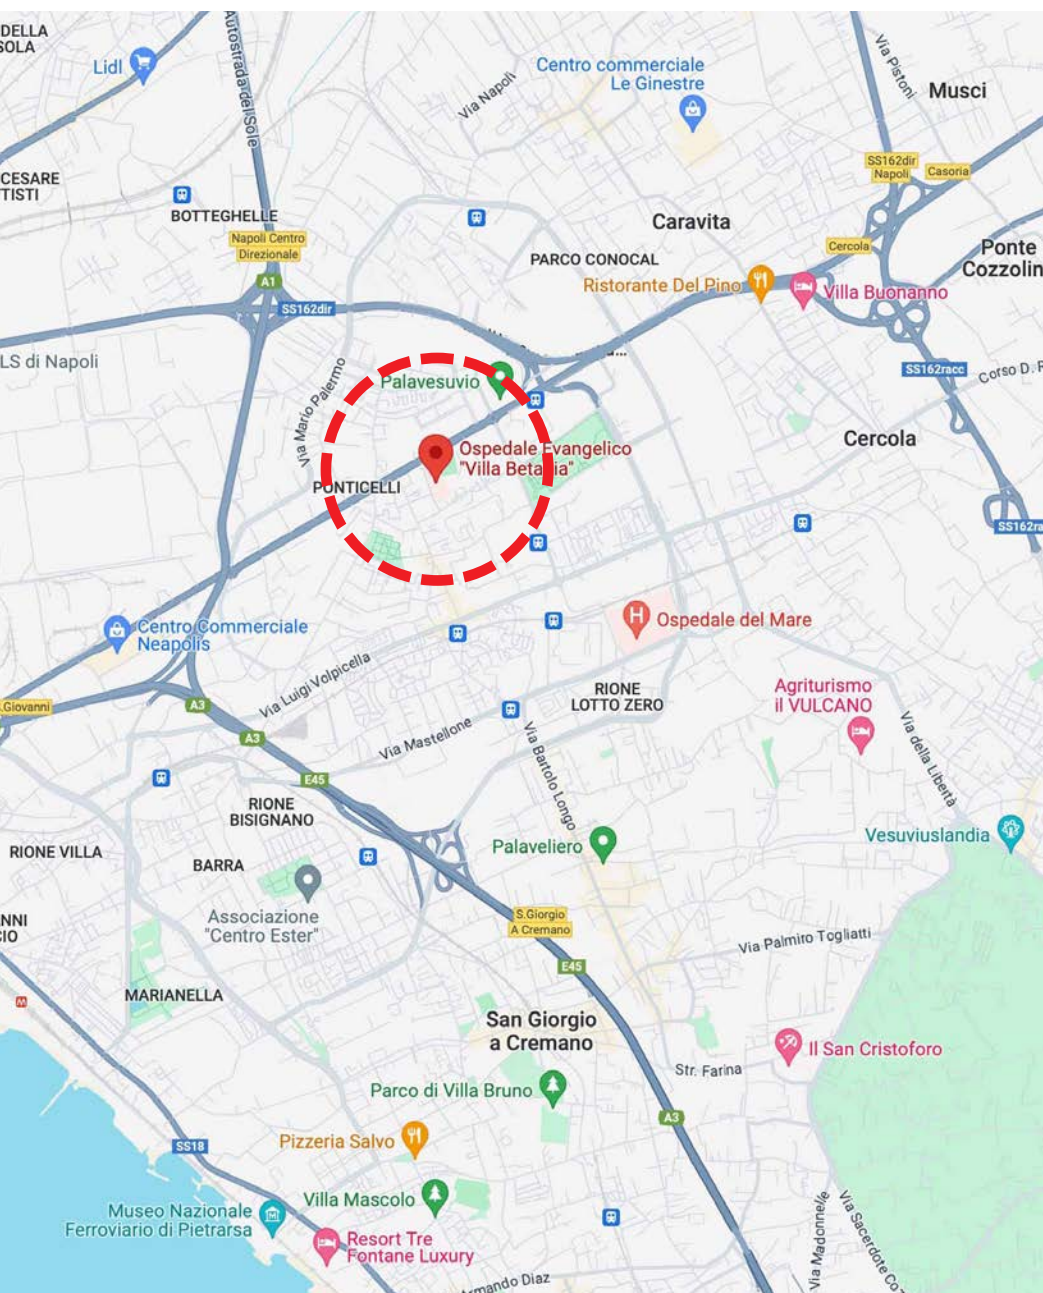 DELLA
SOLA
Lidl
Autostrada del Sole
Via Napoli
Centro commerciale
Le Ginestre
Via Pistoni
Musci
SS162dir
Napoli
Casoria
CESARE
TISTI
BOTTEGHELLE
Napoli Centro
Direzionale
A1
SS162dir
Caravita
PARCO CONOCAL
Cercola
Ponte
Cozzolin
Ristorante Del Pino
Villa Buonanno
LS di Napoli
SS162racc
Corso D. R
Palavesuvio
Via Mario Palermo
Cercola
Ospedale Evangelico
"Villa Betania"
PONTICELLI
SS162ra
Centro Commerciale
Neapolis
Ospedale del Mare
Via Luigi Volpicella
RIONE
LOTTO ZERO
Agriturismo
il VULCANO
.Giovanni
A3
A3
Via Mastellone
Via Bartolo Longo
Via della Libertà
E45
RIONE
BISIGNANO
RIONE VILLA
BARRA
Palaveliero
Vesuviuslandia
NNI
CIO
Associazione
"Centro Ester"
S.Giorgio
A Cremano
Via Palmiro Togliatti
E45
M
MARIANELLA
San Giorgio
a Cremano
Il San Cristoforo
Str. Farina
Parco di Villa Bruno
A3
Pizzeria Salvo
SS18
Villa Mascolo
Museo Nazionale
Ferroviario di Pietrarsa
Resort Tre
Fontane Luxury
Via Madonnelle
Via Sacerdote Co
rmando Diaz
H